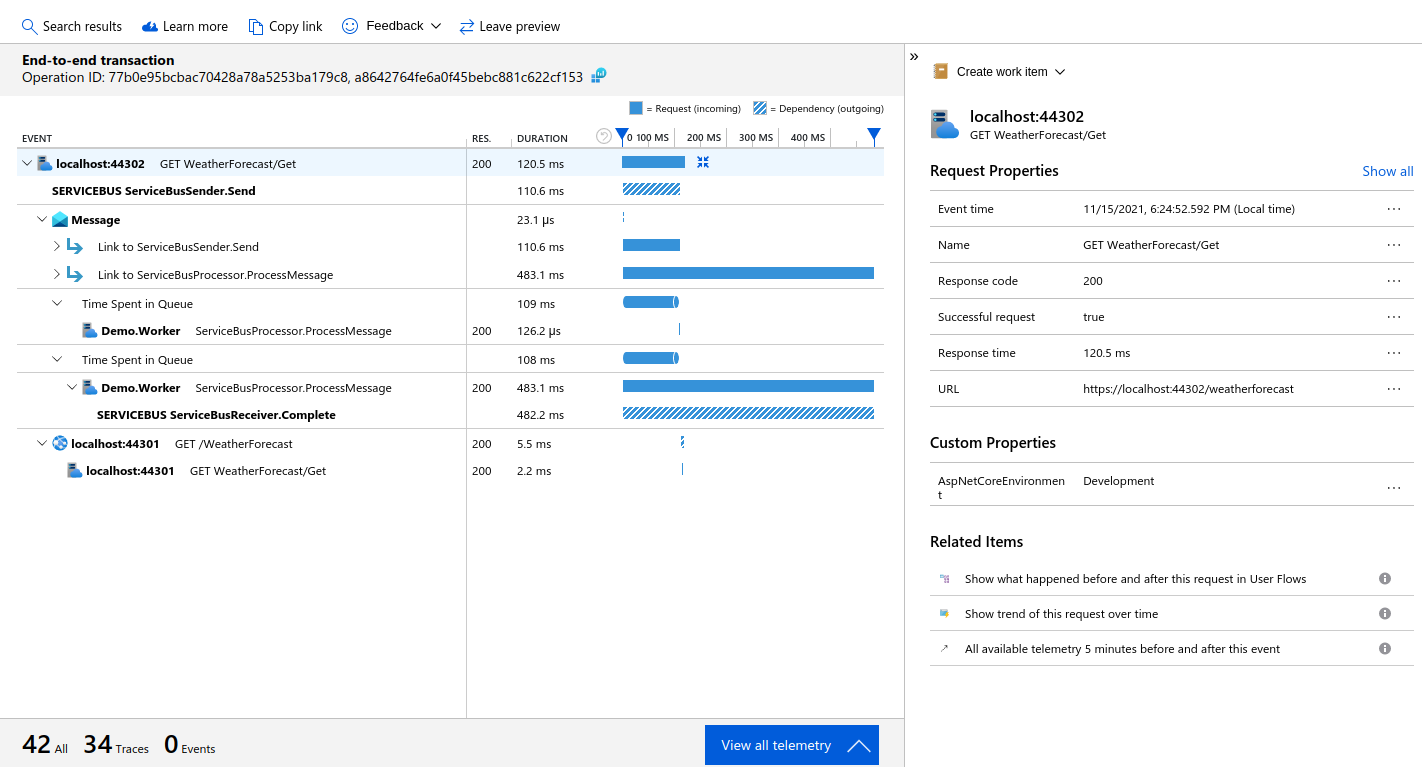 Search results Learn more Copy link Feedback Leave preview
End-to-end transaction
Operation ID: 77b0e95bcbac70428a78a5253ba179c8, a8642764fe6a0f45bebc881c622cf153
= Request (incoming) = Dependency (outgoing)
EVENT RES. DURATION 0 100 MS 200 MS 300 MS 400 MS
localhost:44302 GET WeatherForecast/Get 200 120.5 ms
SERVICEBUS ServiceBusSender.Send 110.6 ms
Message 23.1 µs
Link to ServiceBusSender.Send 110.6 ms
Link to ServiceBusProcessor.ProcessMessage 483.1 ms
Time Spent in Queue 109 ms
Demo.Worker ServiceBusProcessor.ProcessMessage 200 126.2 µs
Time Spent in Queue 108 ms
Demo.Worker ServiceBusProcessor.ProcessMessage 200 483.1 ms
SERVICEBUS ServiceBusReceiver.Complete 482.2 ms
localhost:44301 GET /WeatherForecast 200 5.5 ms
localhost:44301 GET WeatherForecast/Get 200 2.2 ms
42 All 34 Traces 0 Events
View all telemetry
»
Create work item
localhost:44302
GET WeatherForecast/Get
Request Properties Show all
Event time 11/15/2021, 6:24:52.592 PM (Local time) ...
Name GET WeatherForecast/Get ...
Response code 200 ...
Successful request true ...
Response time 120.5 ms ...
URL https://localhost:44302/weatherforecast ...
Custom Properties
AspNetCoreEnvironmen Development ...
t
Related Items
Show what happened before and after this request in User Flows
Show trend of this request over time
All available telemetry 5 minutes before and after this event